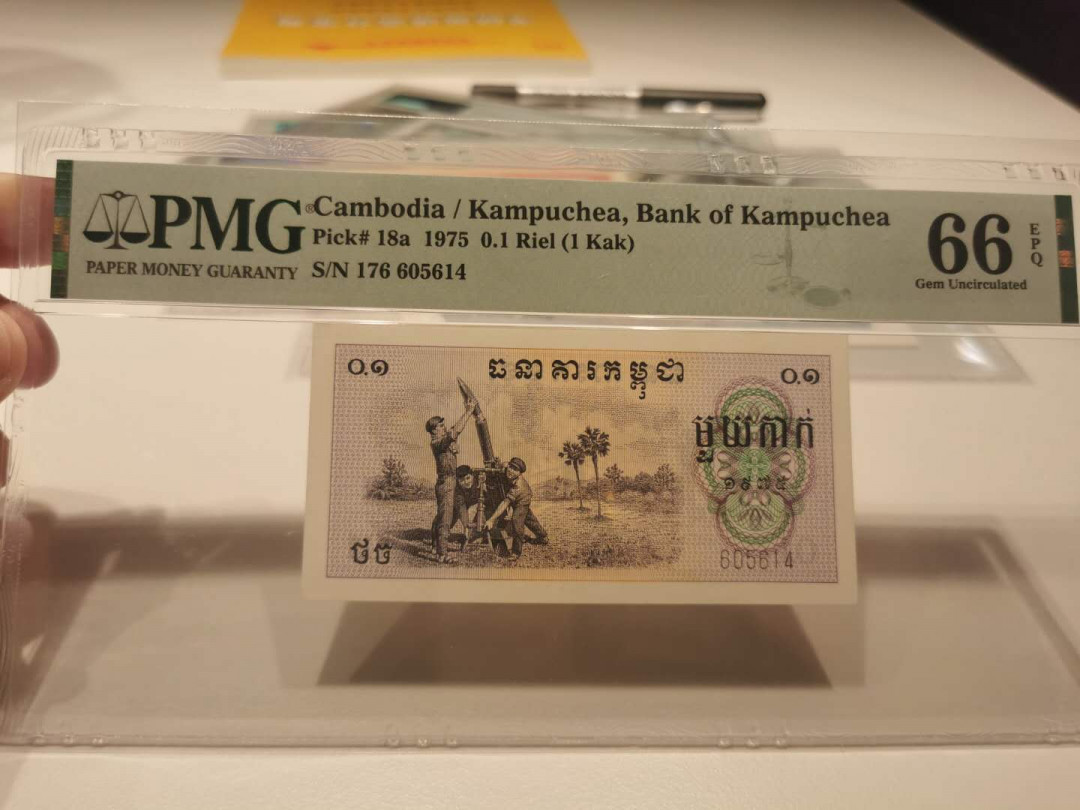 PMG® Cambodia / Kampuchea, Bank of Kampuchea
Pick# 18a 1975 0.1 Riel (1 Kak)
PAPER MONEY GUARANTY S/N 176 605614
66 EPQ
Gem Uncirculated
០.១ ធនាគារកម្ពុជា ០.១
មួយកាក់
១៩៧៥
605614